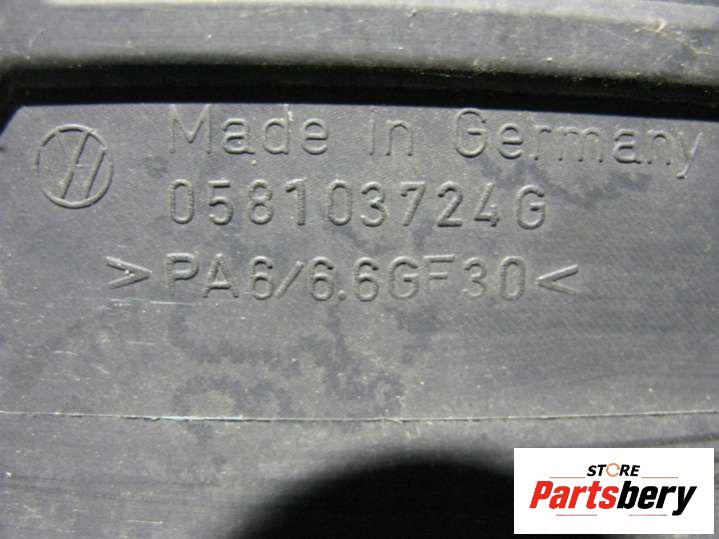 Made in Germany
058103724G
>PA6/6.6GF30<
STORE
Partsbery